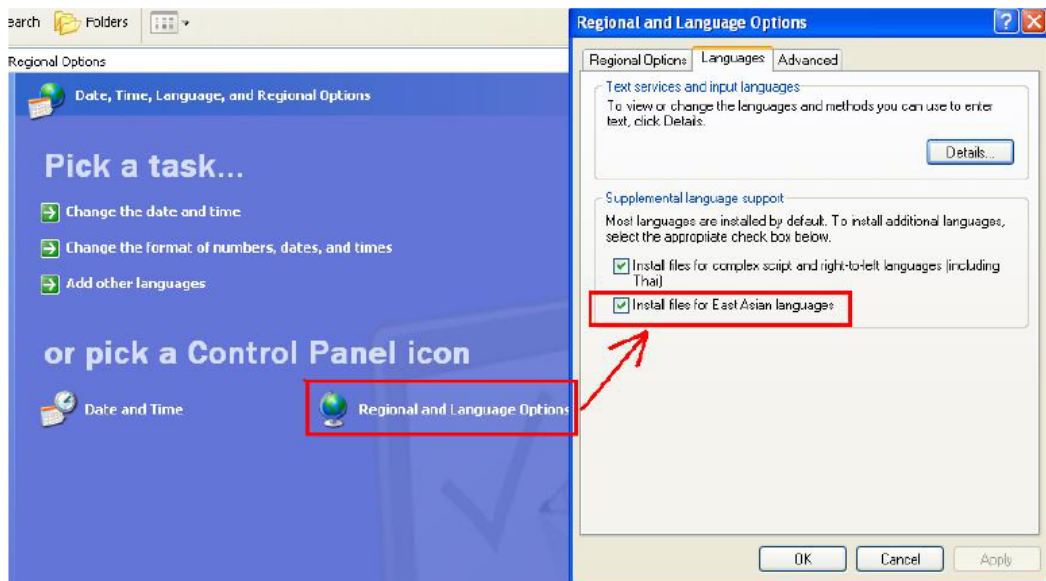 earch Folders
Regional Options
Date, Time, Language, and Regional Options
Pick a task...
Change the date and time
Change the format of numbers, dates, and times
Add other languages
or pick a Control Panel icon
Date and Time
Regional and Language Options
Regional and Language Options
Regional Options Languages Advanced
Text services and input languages
To view or change the languages and methods you can use to enter
text, click Details.
Details...
Supplemental language support
Most languages are installed by default. To install additional languages,
select the appropriate check box below.
Install files for complex script and right-to-left languages (including
Thai)
Install files for East Asian languages
OK Cancel Apply